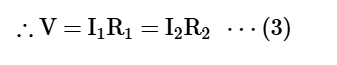 ∴ V = I₁R₁ = I₂R₂ ⋯ (3)